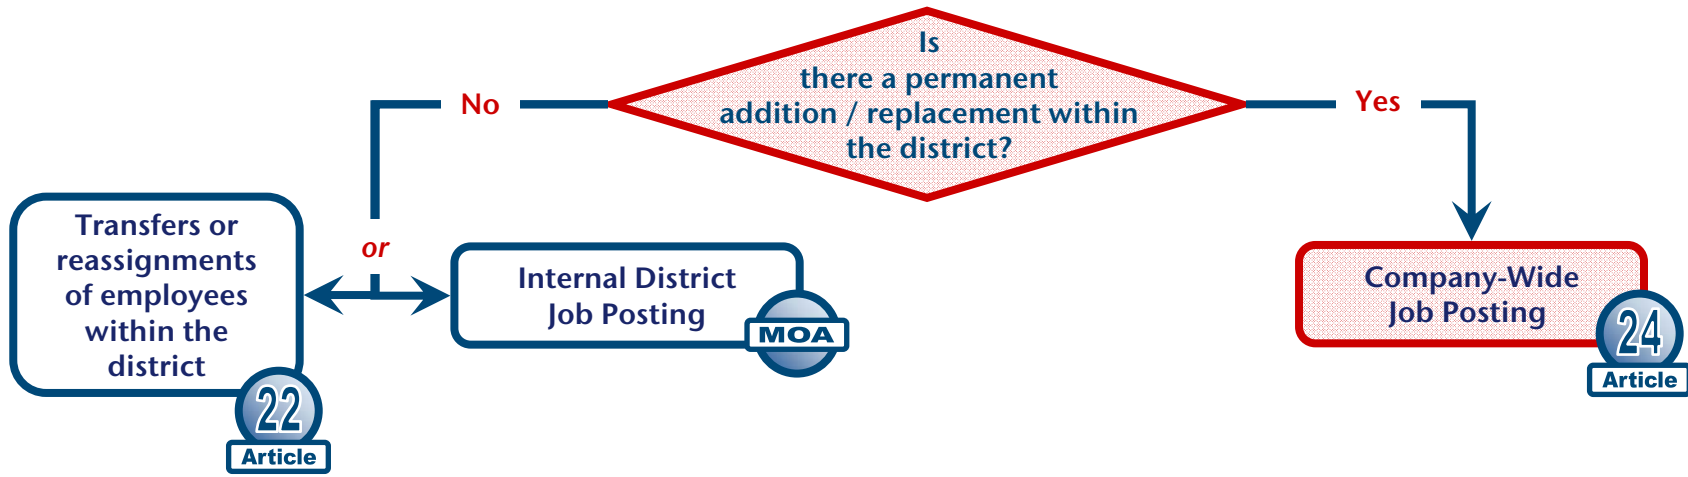 Is
there a permanent
addition / replacement within
the district?
No
Yes
or
Transfers or
reassignments
of employees
within the
district
22
Article
Internal District
Job Posting
MOA
Company-Wide
Job Posting
24
Article